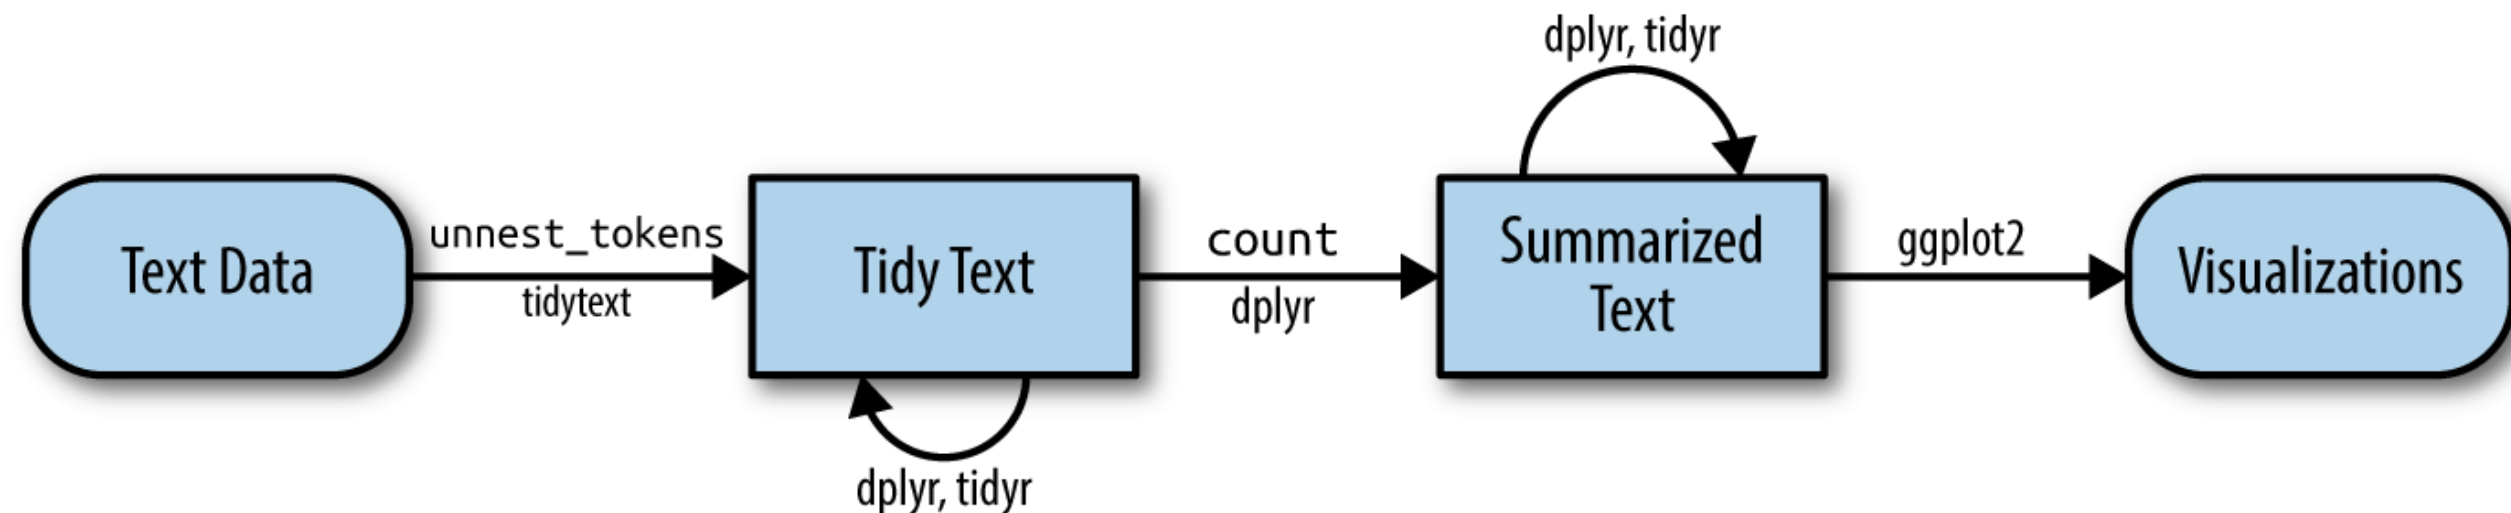 dplyr, tidyr
Text Data
unnest_tokens
tidytext
Tidy Text
dplyr, tidyr
count
dplyr
Summarized
Text
ggplot2
Visualizations